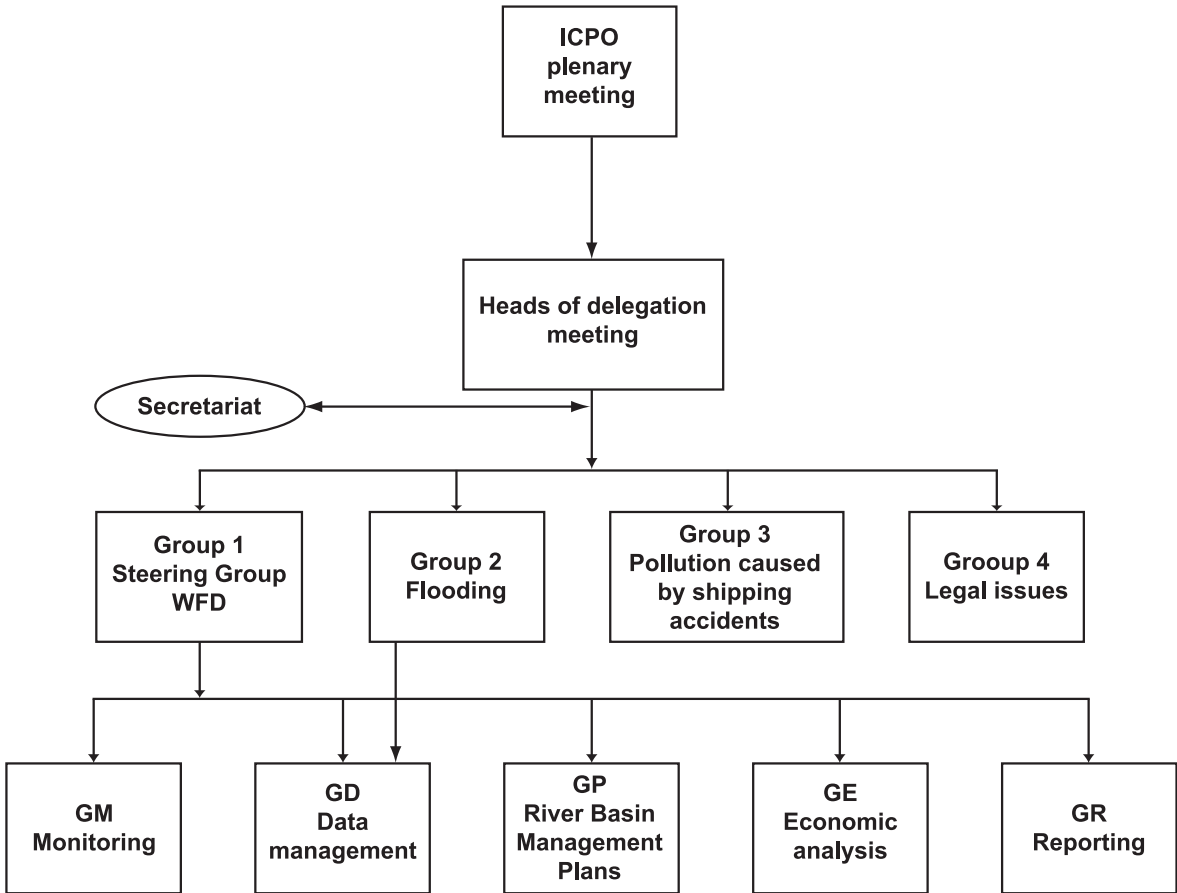 ICPO
plenary
meeting
Heads of delegation
meeting
Secretariat
Group 1
Steering Group
WFD
Group 2
Flooding
Group 3
Pollution caused
by shipping
accidents
Grooup 4
Legal issues
GM
Monitoring
GD
Data
management
GP
River Basin
Management
Plans
GE
Economic
analysis
GR
Reporting